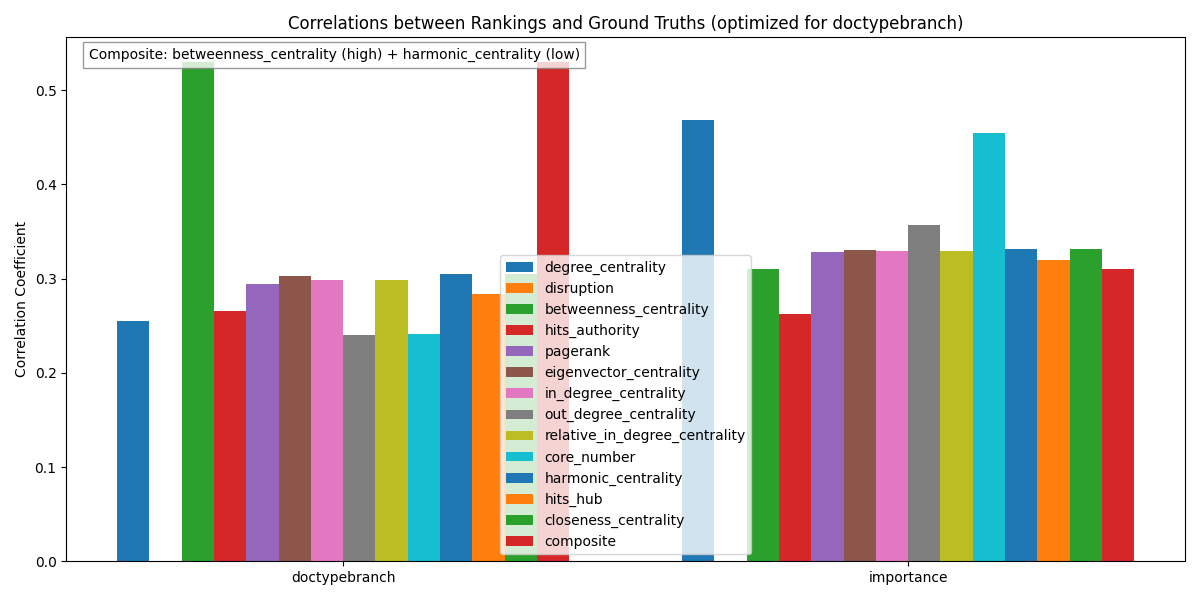 Correlations between Rankings and Ground Truths (optimized for doctypebranch)
Composite: betweenness_centrality (high) + harmonic_centrality (low)
Correlation Coefficient
0.5
0.4
0.3
0.2
0.1
0.0
degree_centrality
disruption
betweenness_centrality
hits_authority
pagerank
eigenvector_centrality
in_degree_centrality
out_degree_centrality
relative_in_degree_centrality
core_number
harmonic_centrality
hits_hub
closeness_centrality
composite
doctypebranch
importance